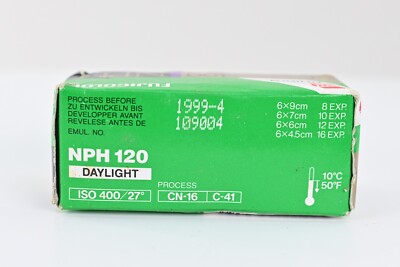 FUJICOLOR
PROCESS BEFORE
ZU ENTWICKELN BIS
DEVELOPPER AVANT
REVELESE ANTES DE
EMUL. NO.
1999-4
109004
6×9cm 8 EXP.
6×7cm 10 EXP.
6×6cm 12 EXP.
6×4.5cm 16 EXP.
NPH 120
DAYLIGHT
PROCESS
ISO 400/27° CN-16 C-41
10°C
50°F